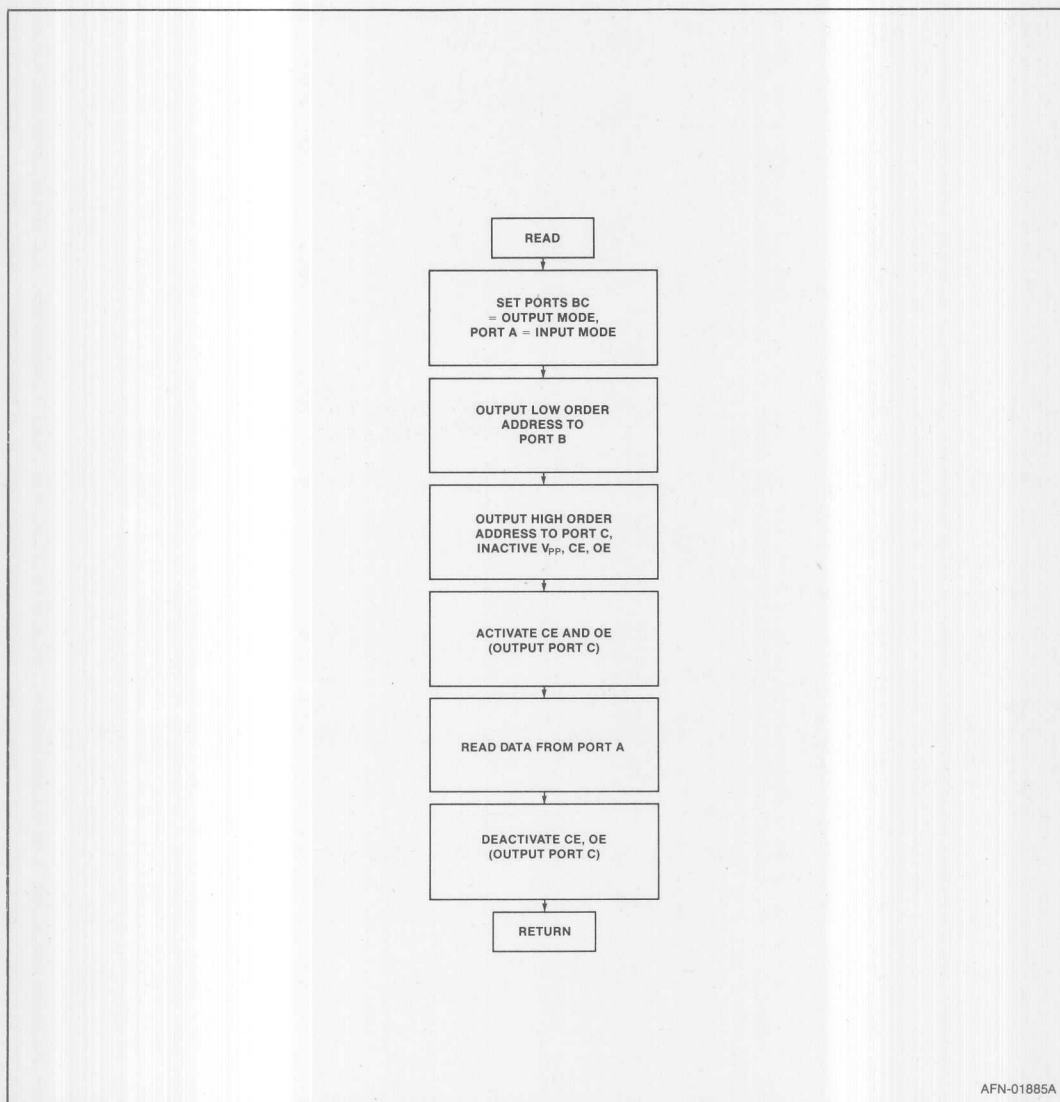 READ
SET PORTS BC
= OUTPUT MODE,
PORT A = INPUT MODE
OUTPUT LOW ORDER
ADDRESS TO
PORT B
OUTPUT HIGH ORDER
ADDRESS TO PORT C,
INACTIVE VPP, CE, OE
ACTIVATE CE AND OE
(OUTPUT PORT C)
READ DATA FROM PORT A
DEACTIVATE CE, OE
(OUTPUT PORT C)
RETURN
AFN-01885A